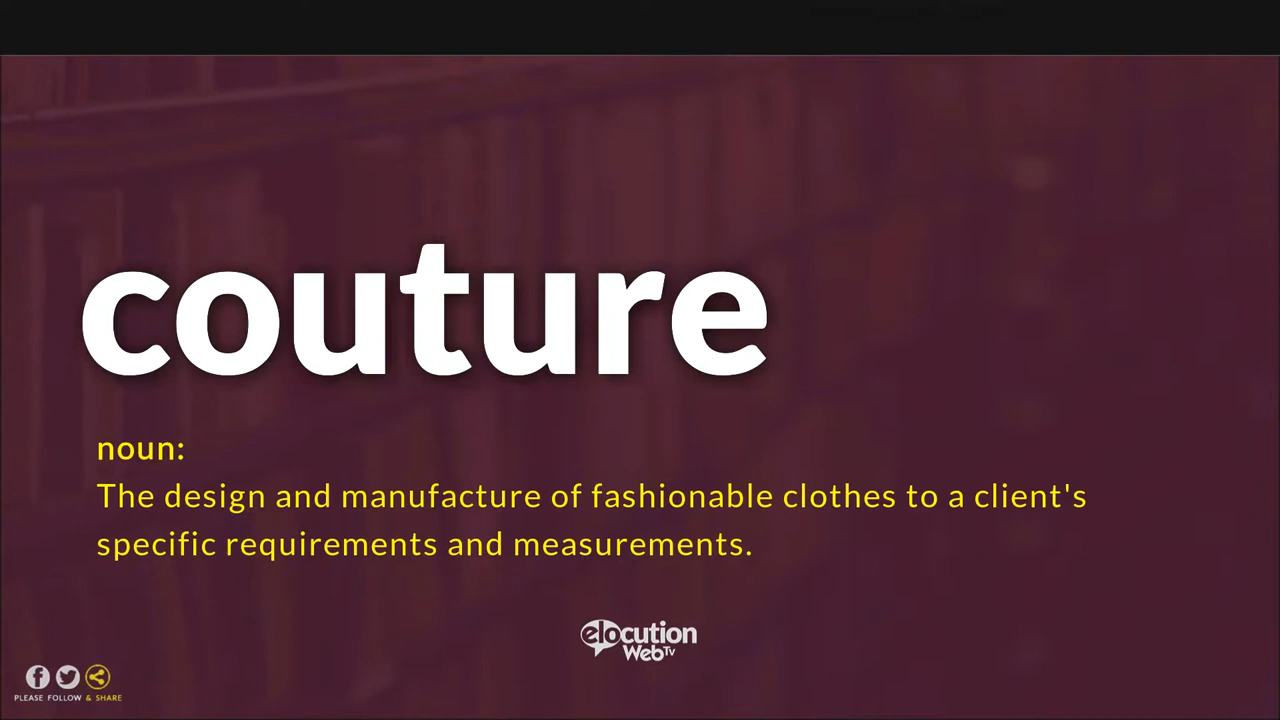 couture
noun:
The design and manufacture of fashionable clothes to a client's
specific requirements and measurements.
elocution
WebTv
PLEASE FOLLOW & SHARE